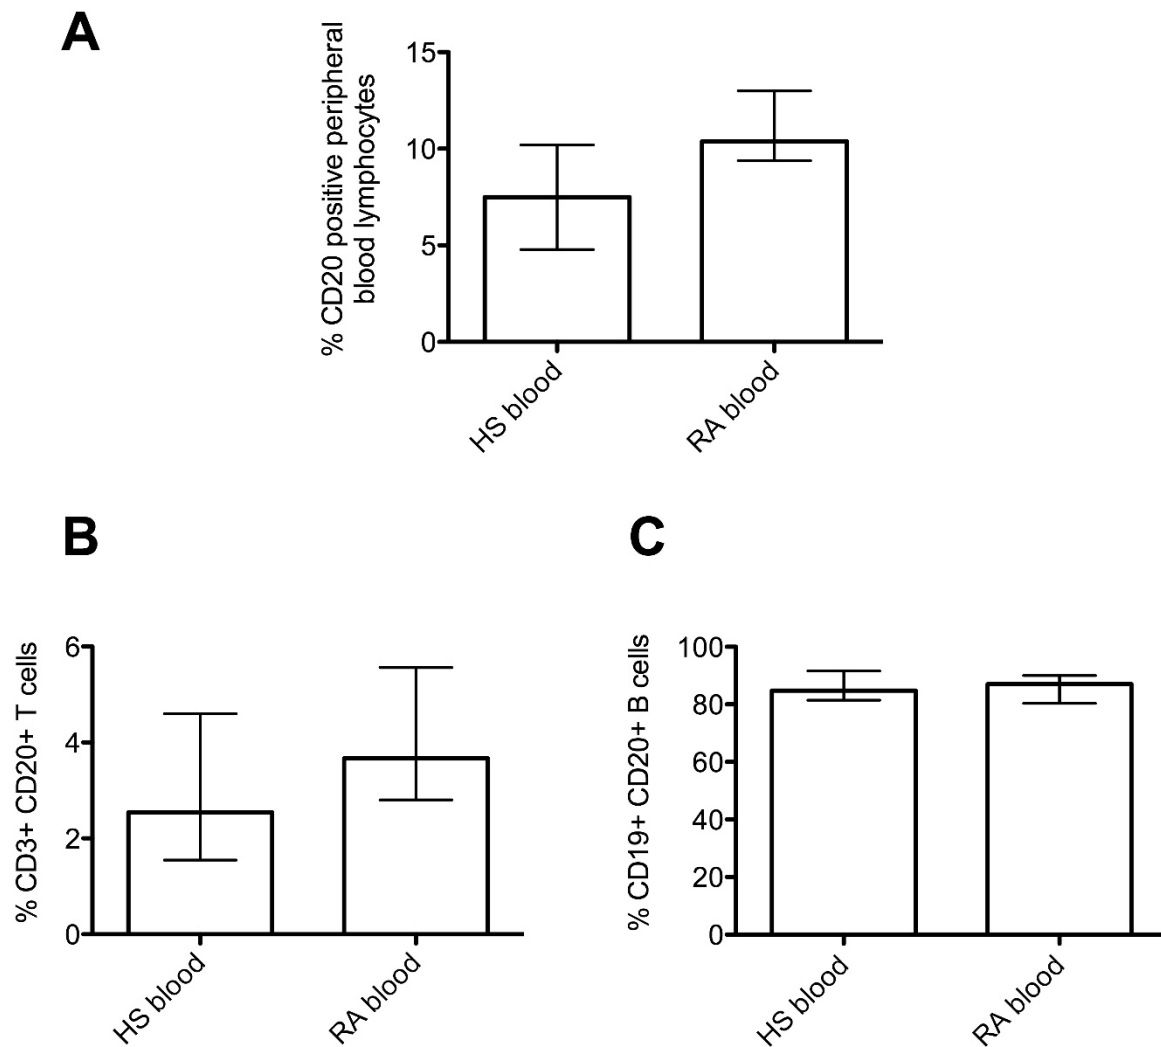 A
% CD20 positive peripheral
blood lymphocytes
15
10
5
0
HS blood
RA blood
B
% CD3+ CD20+ T cells
6
4
2
0
HS blood
RA blood
C
% CD19+ CD20+ B cells
100
80
60
40
20
0
HS blood
RA blood